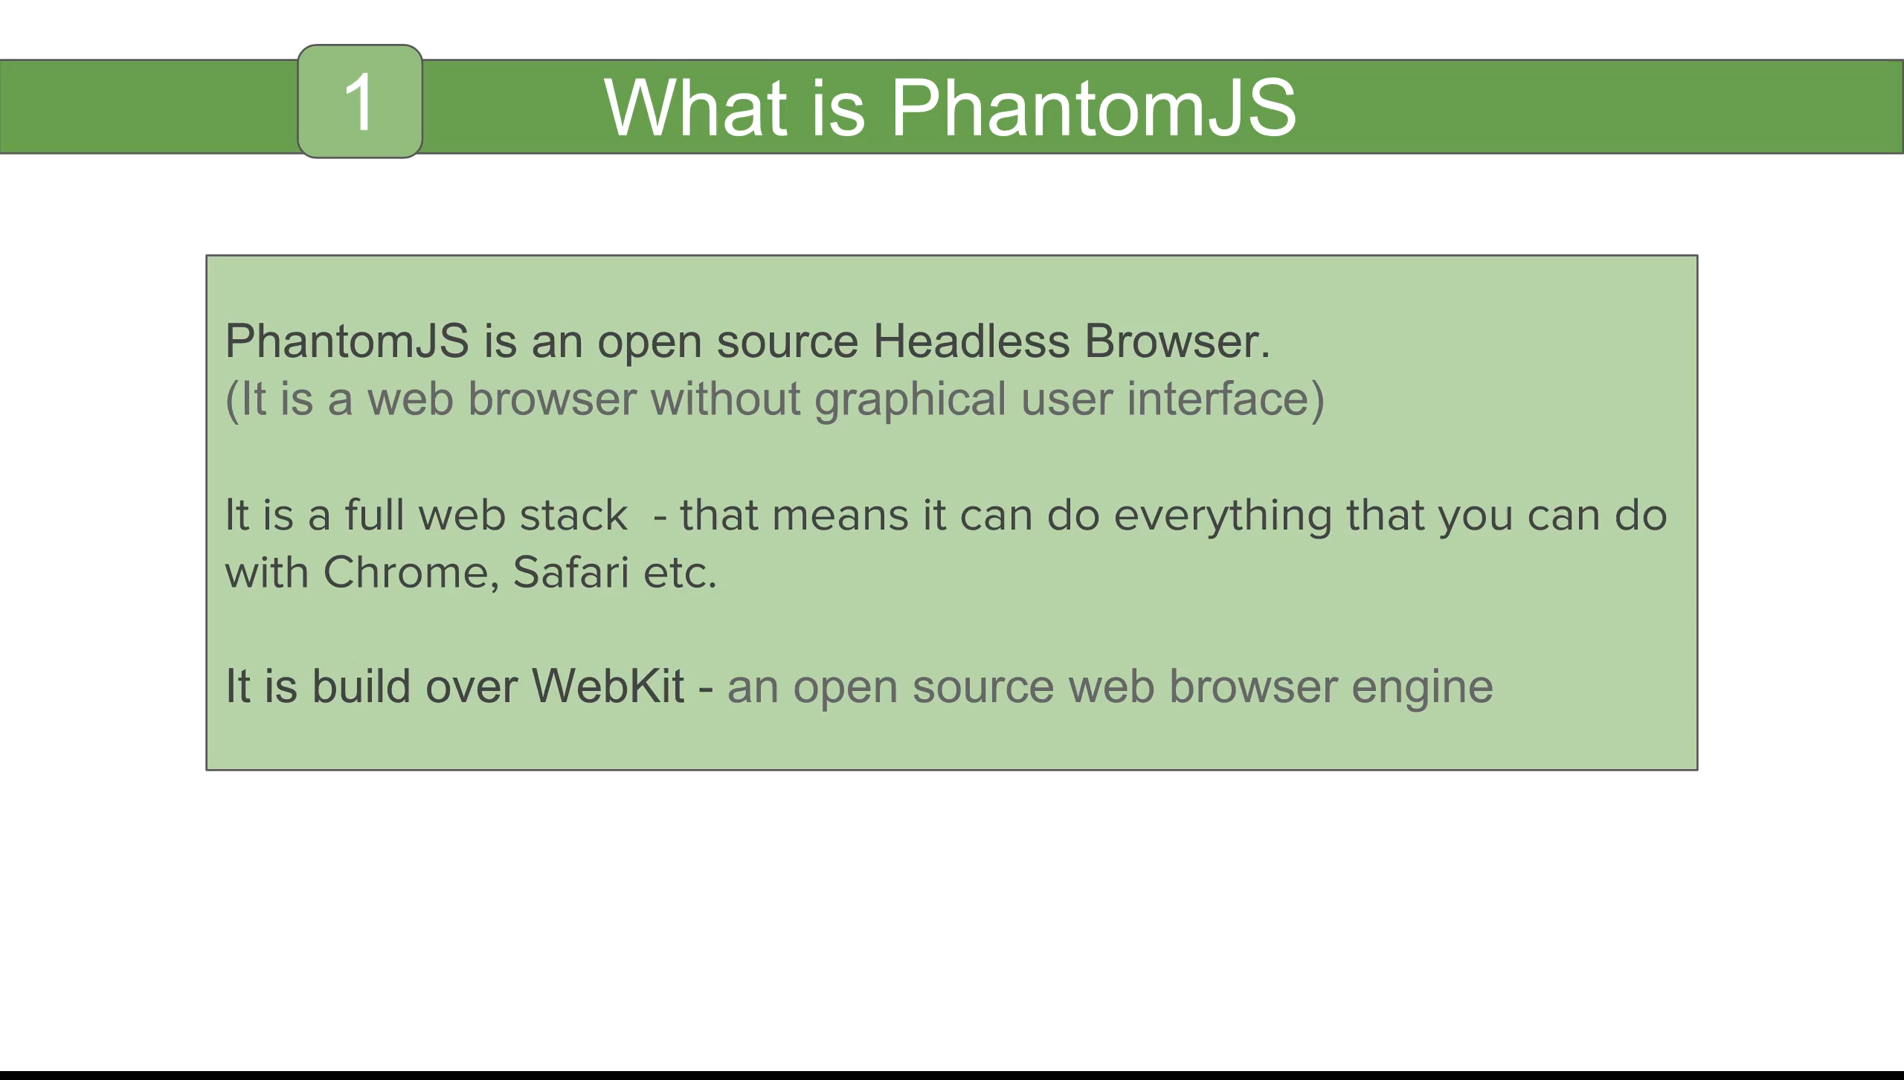 1
What is PhantomJS
PhantomJS is an open source Headless Browser.
(It is a web browser without graphical user interface)
It is a full web stack  - that means it can do everything that you can do
with Chrome, Safari etc.
It is build over WebKit - an open source web browser engine